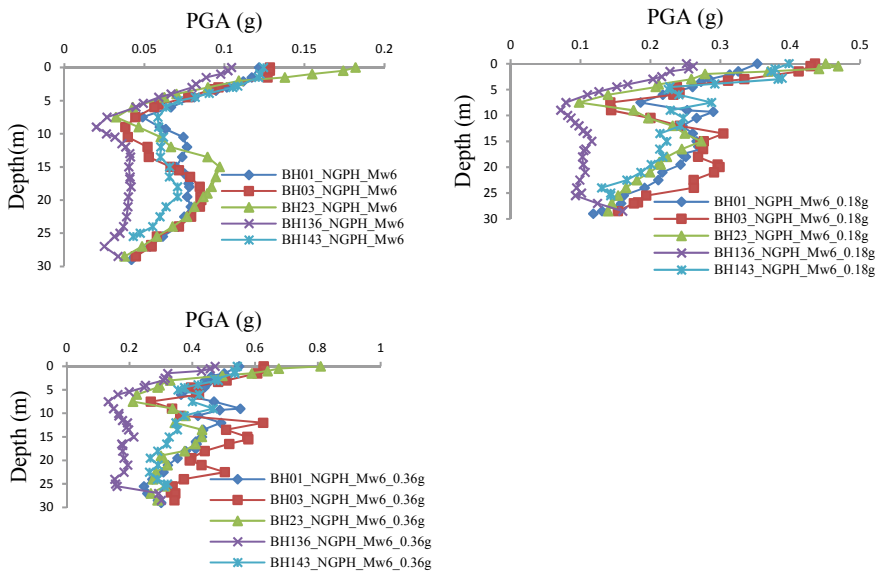 PGA (g)
0 0.05 0.1 0.15 0.2
0
5
10
15
20
25
30
Depth(m)
BH01_NGPH_Mw6
BH03_NGPH_Mw6
BH23_NGPH_Mw6
BH136_NGPH_Mw6
BH143_NGPH_Mw6
PGA (g)
0 0.1 0.2 0.3 0.4 0.5
0
5
10
15
20
25
30
Depth (m)
BH01_NGPH_Mw6_0.18g
BH03_NGPH_Mw6_0.18g
BH23_NGPH_Mw6_0.18g
BH136_NGPH_Mw6_0.18g
BH143_NGPH_Mw6_0.18g
PGA (g)
0 0.2 0.4 0.6 0.8 1
0
5
10
15
20
25
30
Depth (m)
BH01_NGPH_Mw6_0.36g
BH03_NGPH_Mw6_0.36g
BH23_NGPH_Mw6_0.36g
BH136_NGPH_Mw6_0.36g
BH143_NGPH_Mw6_0.36g